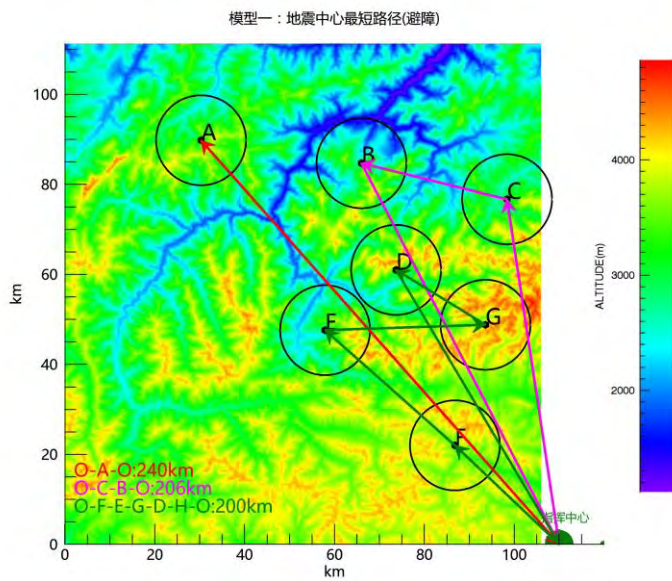 模型一：地震中心最短路径(避障)
100
80
60
40
20
0
km
A
B
C
D
E
G
F
O-A-O:240km
O-C-B-O:206km
O-F-E-G-D-H-O:200km
指挥中心
0
20
40
60
80
100
km
4000
3000
2000
ALTITUDE(m)